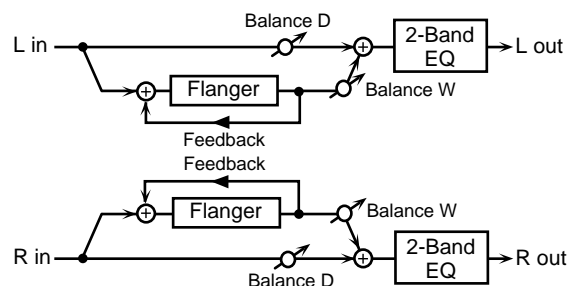 Balance D
L in
2-Band
EQ
L out
Flanger
Balance W
Feedback
Feedback
Flanger
Balance W
R in
2-Band
EQ
R out
Balance D